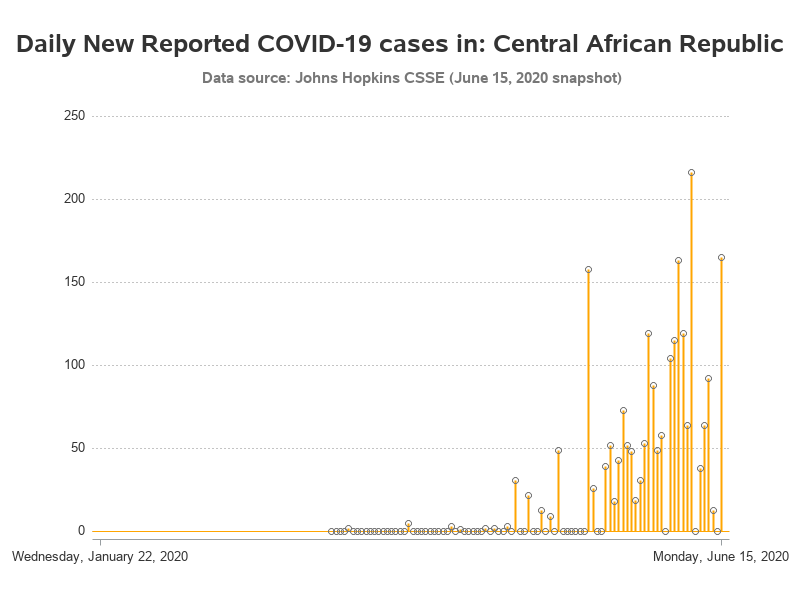 Daily New Reported COVID-19 cases in: Central African Republic
Data source: Johns Hopkins CSSE (June 15, 2020 snapshot)
250
200
150
100
50
0
Wednesday, January 22, 2020
Monday, June 15, 2020